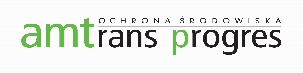 OCHRONA ŚRODOWISKA
amtrans progres